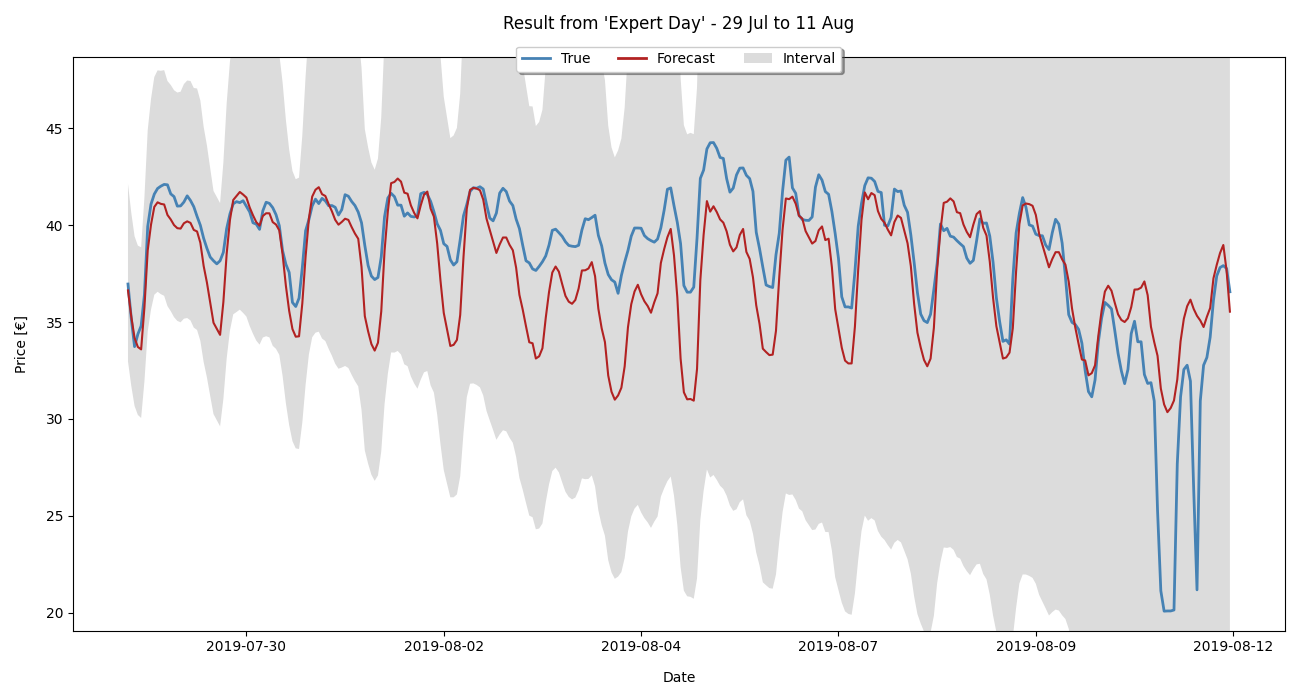 Result from 'Expert Day' - 29 Jul to 11 Aug
True Forecast Interval
Price [€]
45
40
35
30
25
20
2019-07-30 2019-08-02 2019-08-04 2019-08-07 2019-08-09 2019-08-12
Date